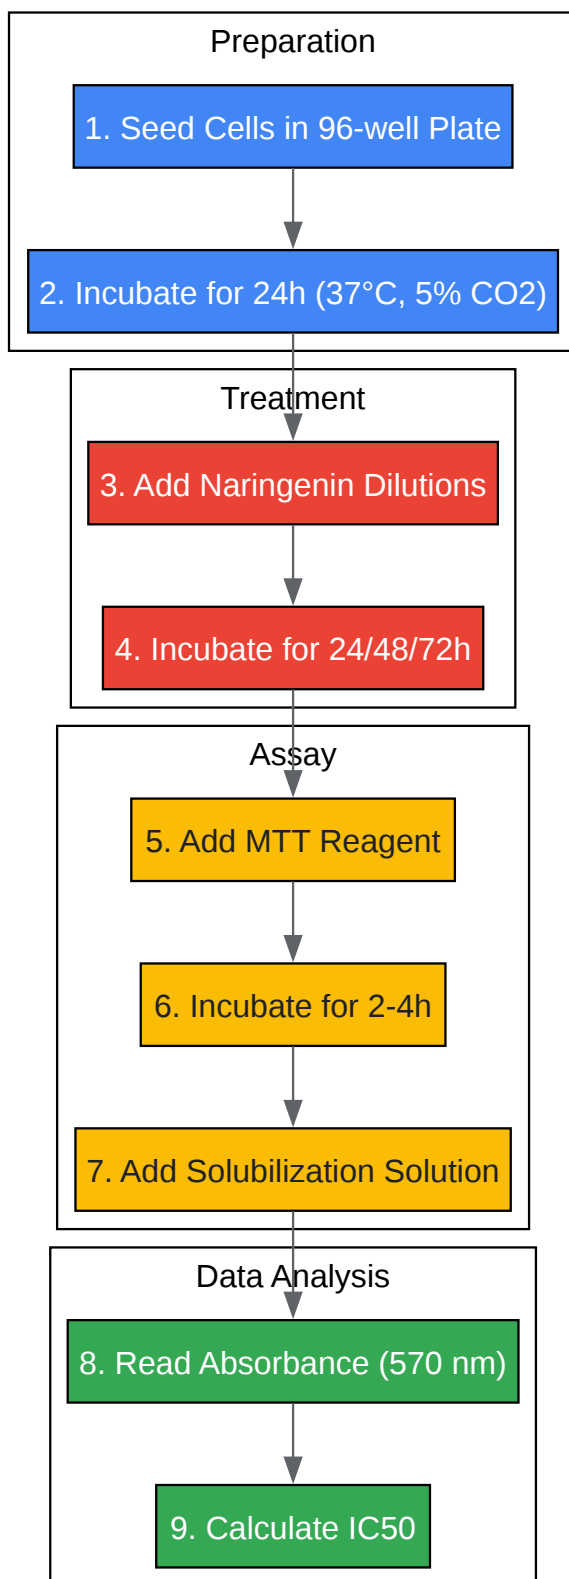 Preparation
1. Seed Cells in 96-well Plate
2. Incubate for 24h (37°C, 5% CO2)
Treatment
3. Add Naringenin Dilutions
4. Incubate for 24/48/72h
Assay
5. Add MTT Reagent
6. Incubate for 2-4h
7. Add Solubilization Solution
Data Analysis
8. Read Absorbance (570 nm)
9. Calculate IC50